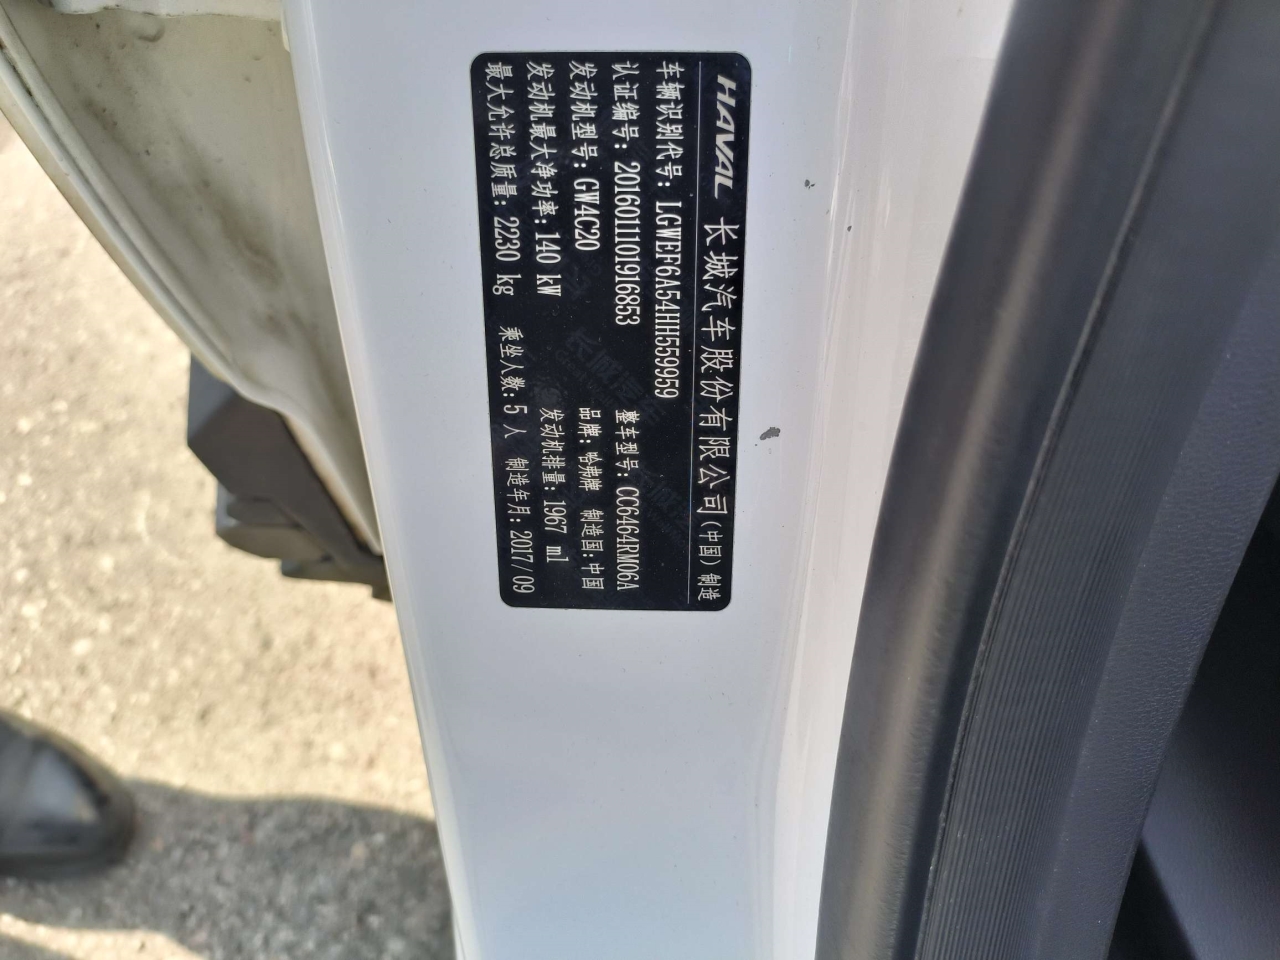 HAVAL 长城汽车股份有限公司(中国)制造
车辆识别代号:LGWEF6A54HH559959
认证编号:2016011101916853 整车型号:CC6464RM06A
发动机型号:GW4C20 品牌:哈弗牌 制造国:中国
发动机最大净功率:140 kW 发动机排量:1967 ml
最大允许总质量:2230 kg 乘坐人数:5 人 制造年月:2017/09